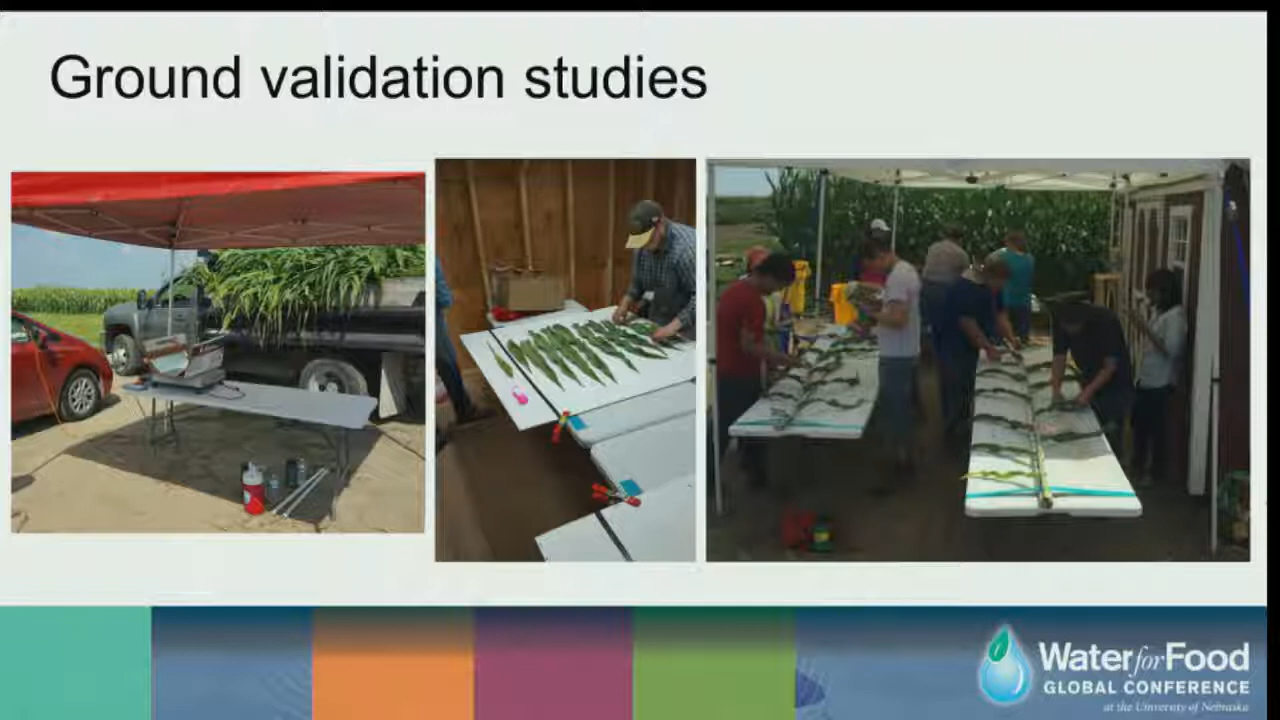 Ground validation studies
Water for Food
GLOBAL CONFERENCE
at the University of Nebraska